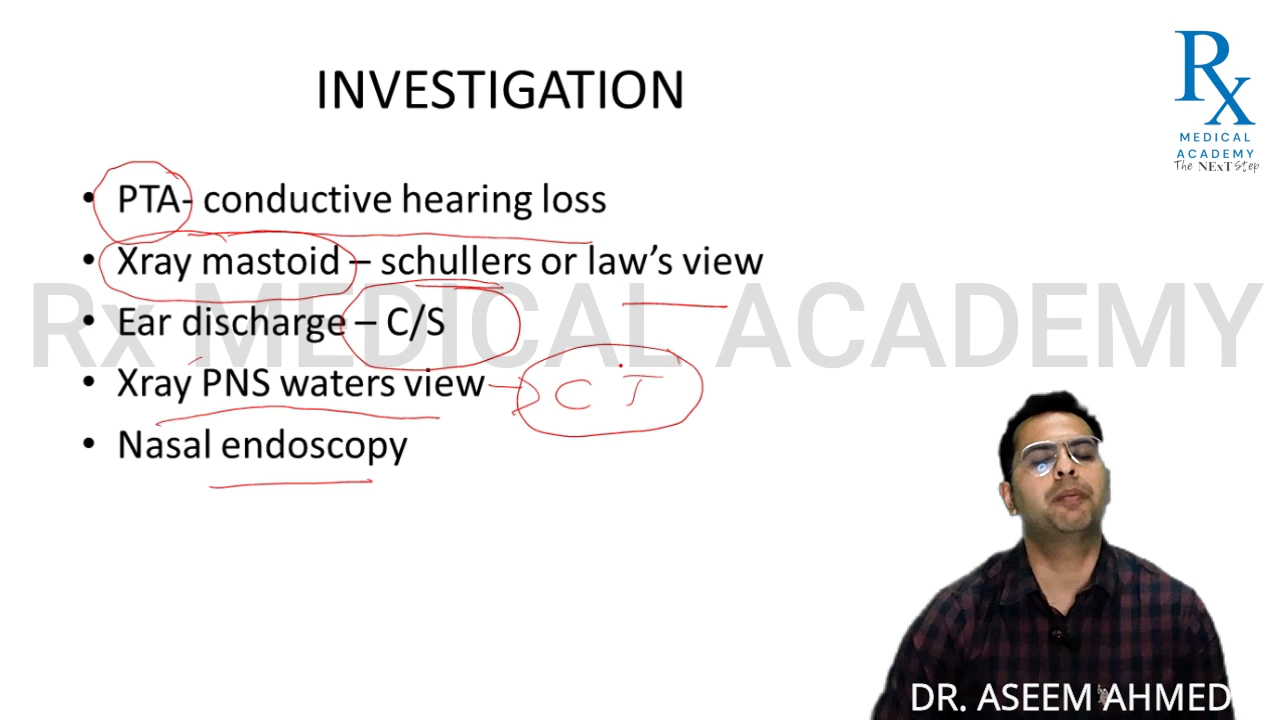 INVESTIGATION
Rx
MEDICAL
ACADEMY
The NExT Step
• PTA- conductive hearing loss
• Xray mastoid – schullers or law’s view
• Ear discharge – C/S
• Xray PNS waters view
CT
• Nasal endoscopy
Rx MEDICAL ACADEMY
DR. ASEEM AHMED